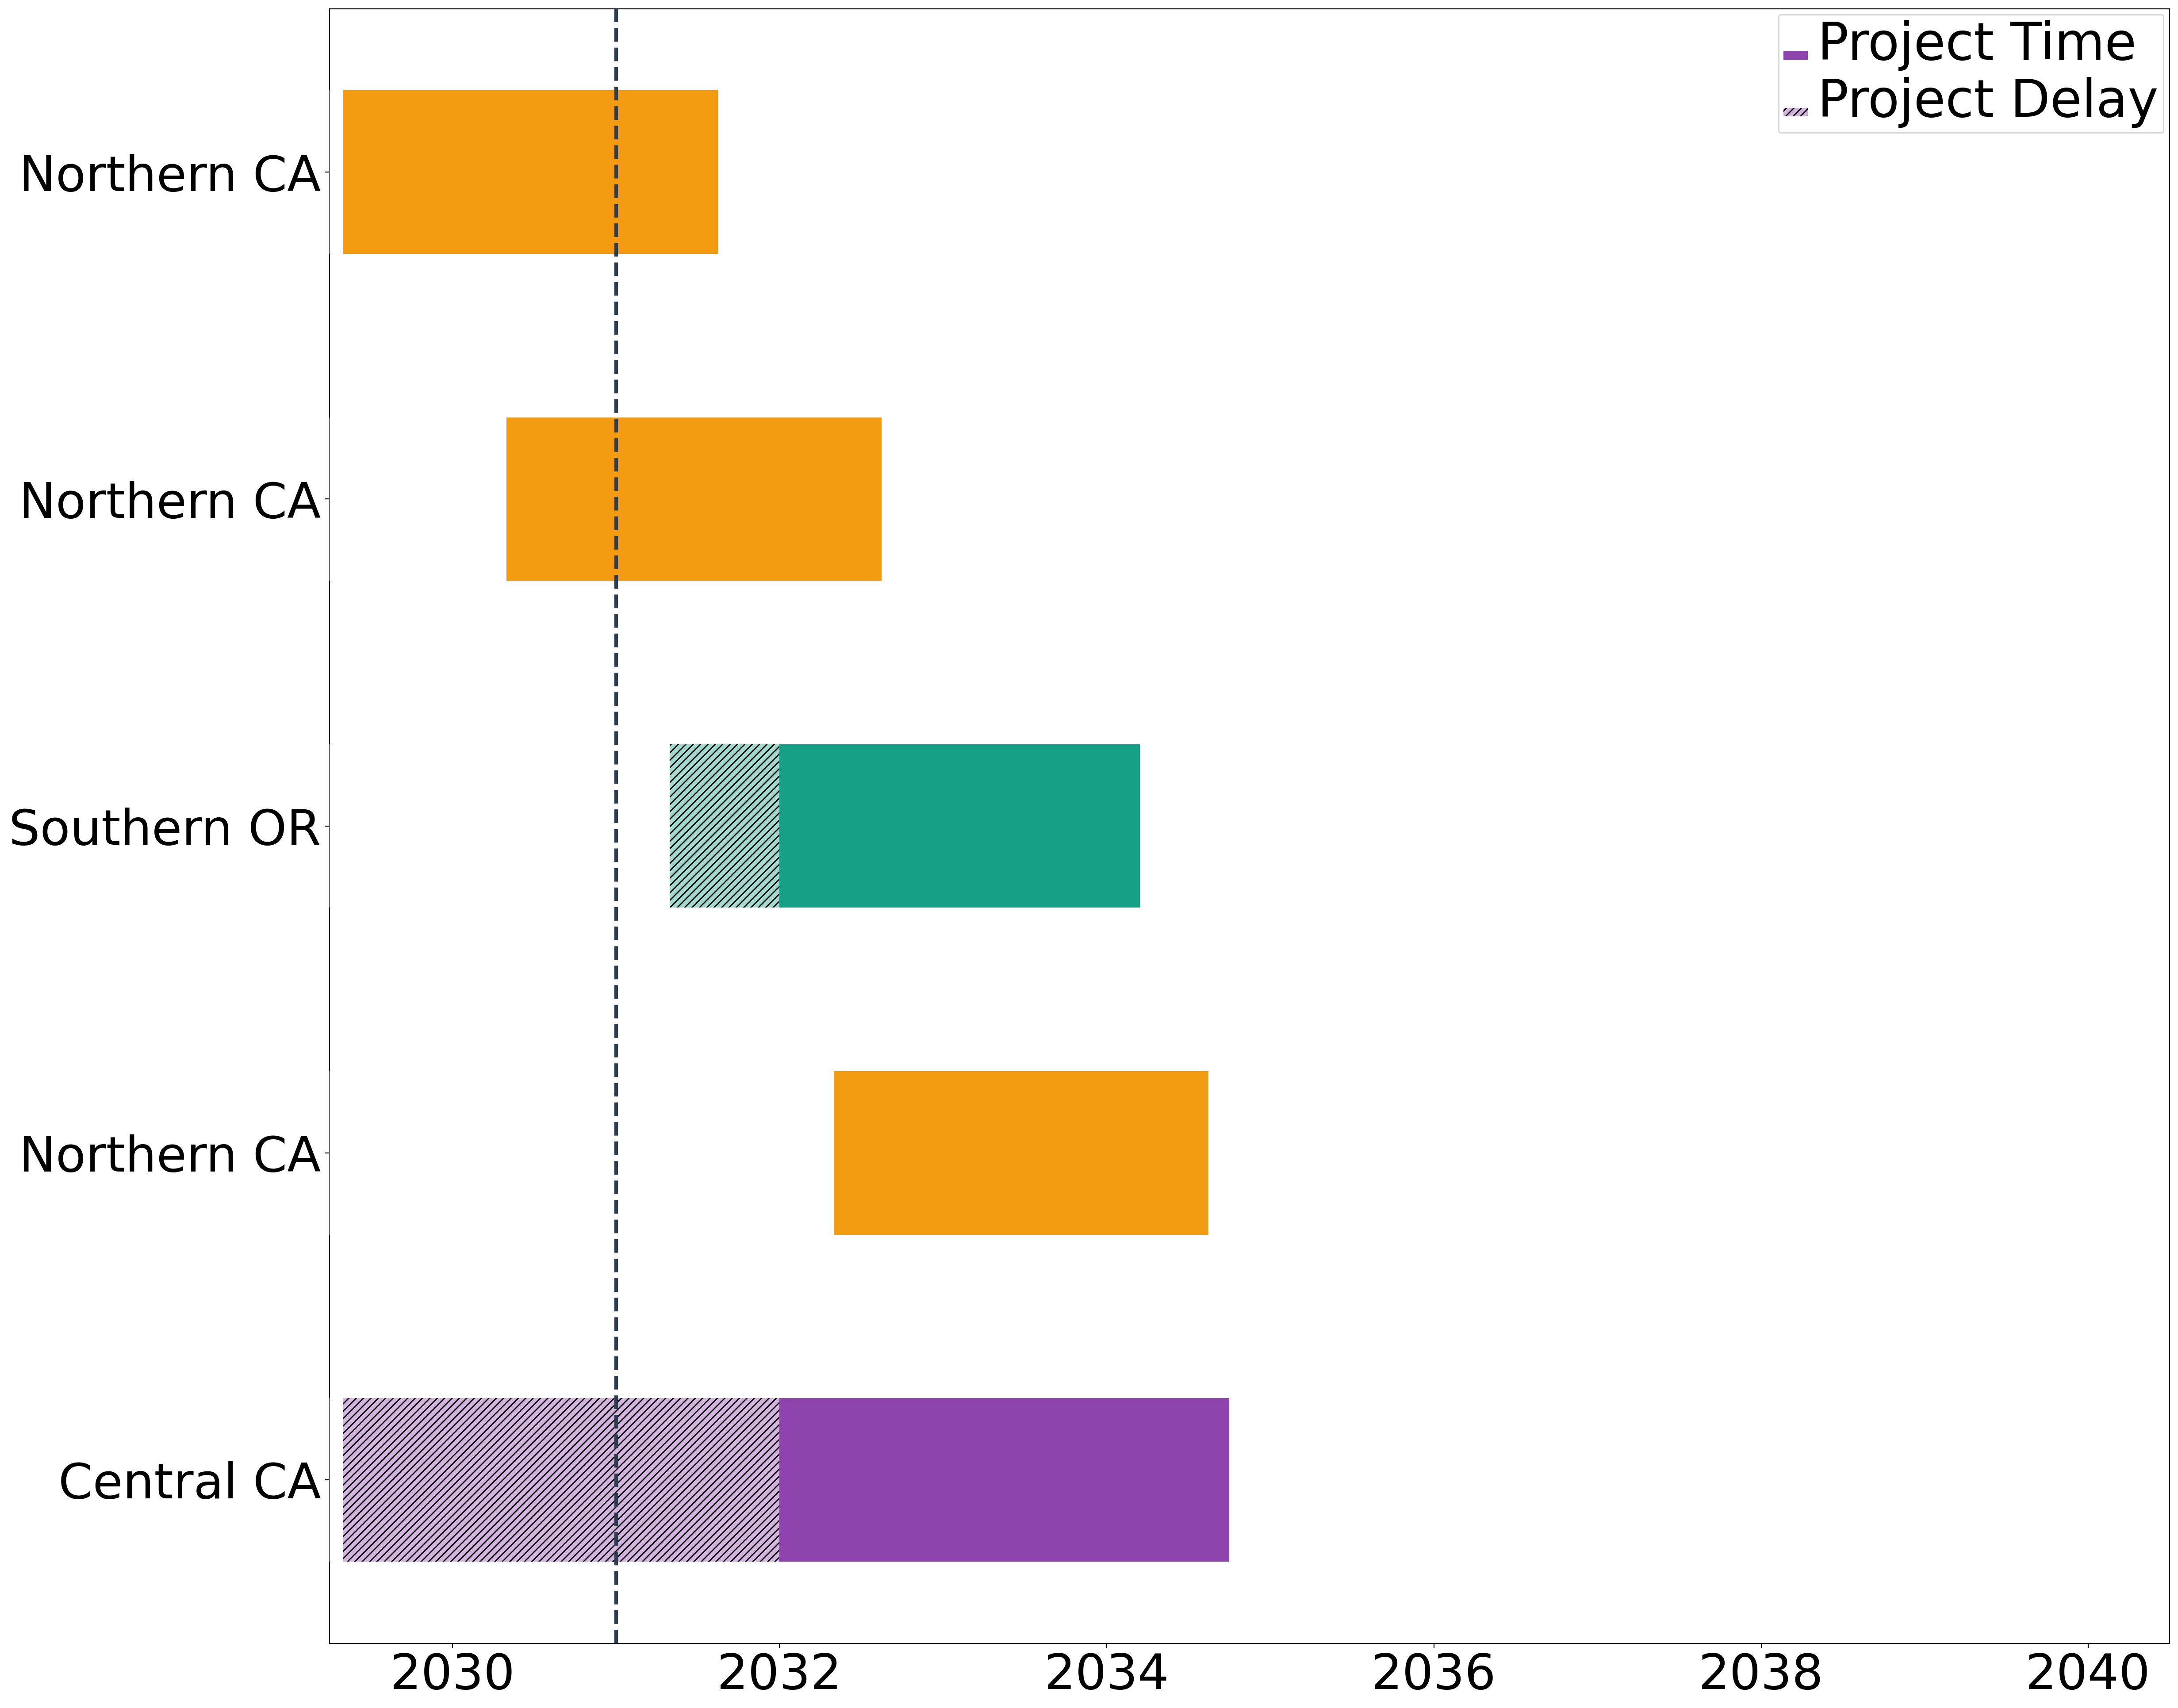 Project Time
Project Delay
Northern CA
Northern CA
Southern OR
Northern CA
Central CA
2030 2032 2034 2036 2038 2040